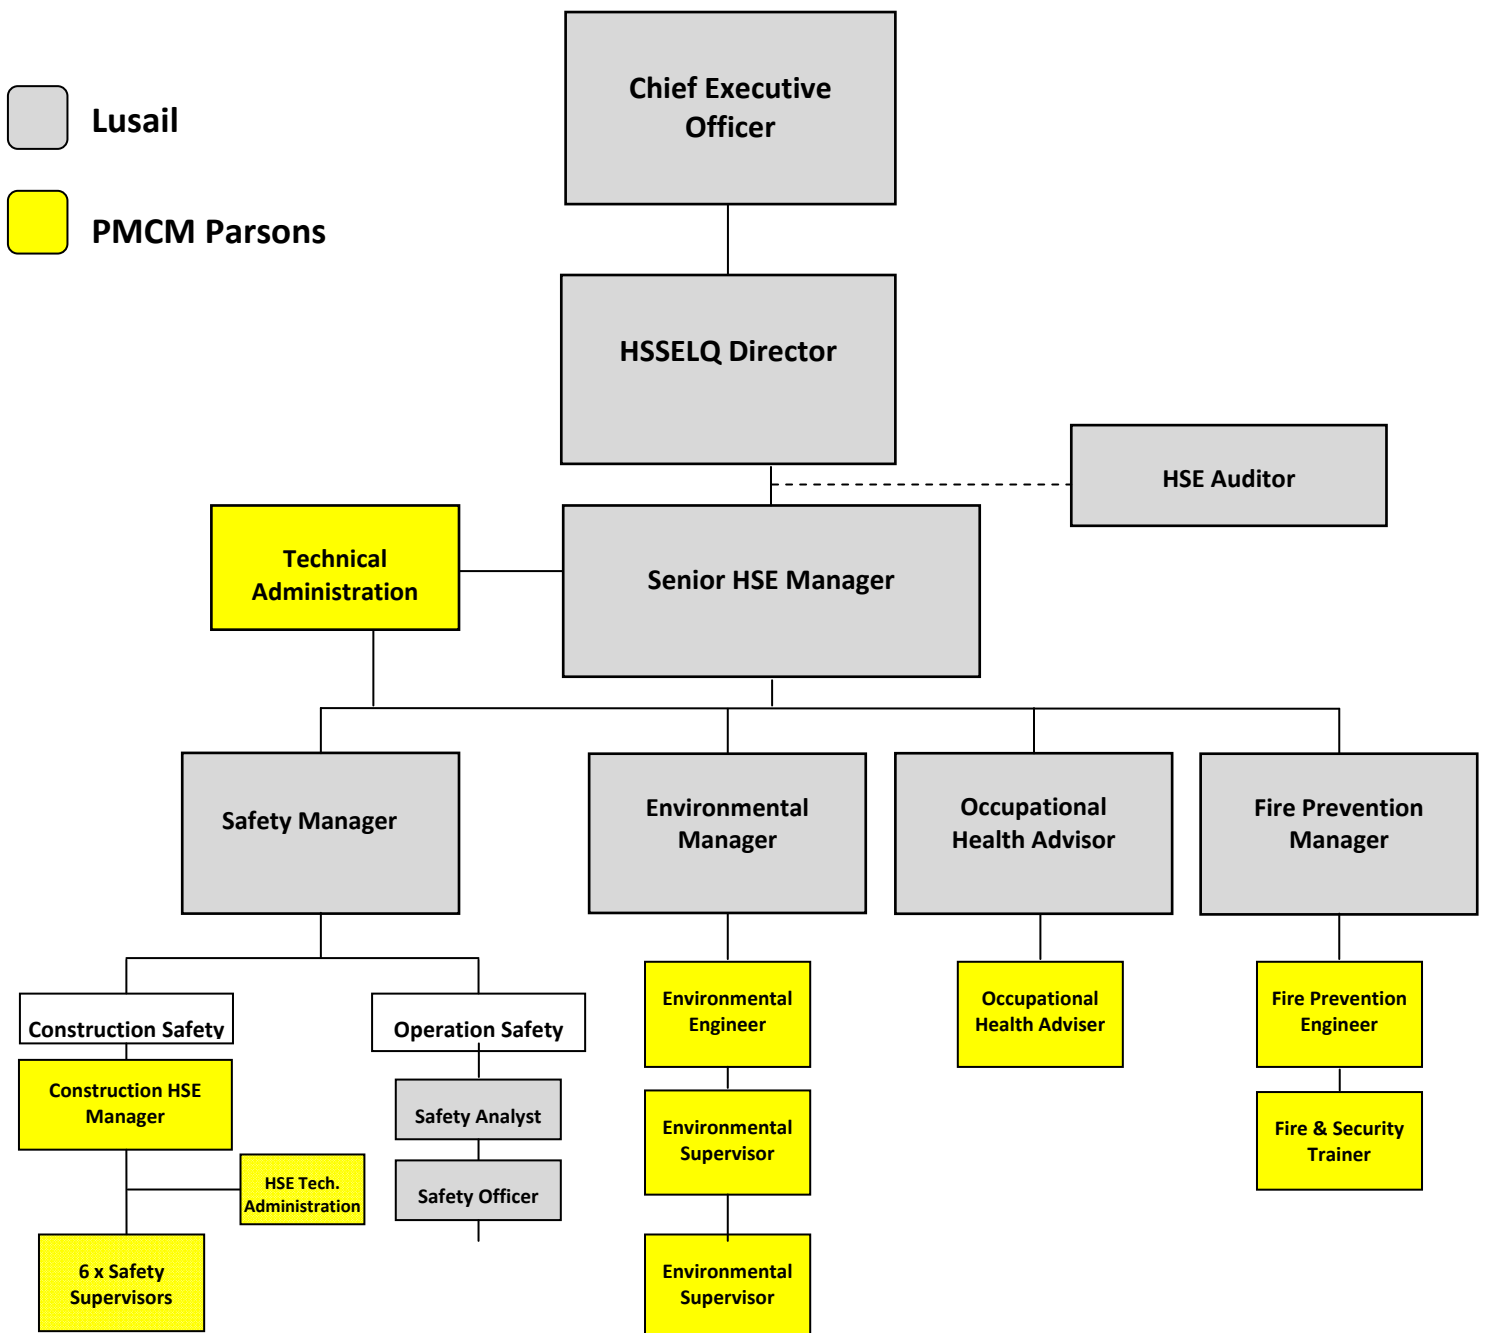 Chief Executive
Officer
Lusail
PMCM Parsons
HSSELQ Director
HSE Auditor
Technical
Administration
Senior HSE Manager
Safety Manager
Environmental
Manager
Occupational
Health Advisor
Fire Prevention
Manager
Construction Safety
Operation Safety
Environmental
Engineer
Occupational
Health Adviser
Fire Prevention
Engineer
Construction HSE
Manager
Safety Analyst
Environmental
Supervisor
Fire & Security
Trainer
HSE Tech.
Administration
Safety Officer
6 x Safety
Supervisors
Environmental
Supervisor